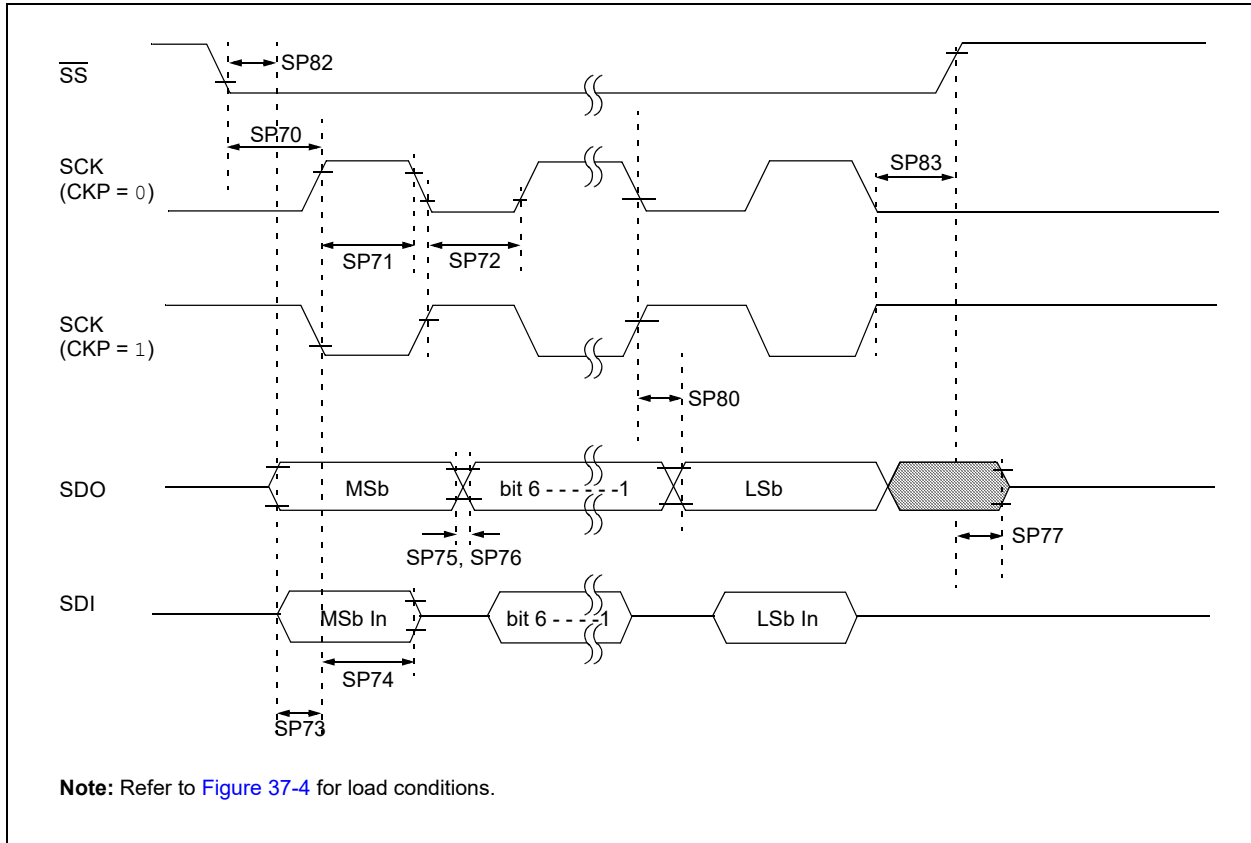 SS
SP82
SP70
SCK
(CKP = 0)
SP83
SP71
SP72
SCK
(CKP = 1)
SP80
SDO
MSb
bit 6 - - - - - -1
LSb
SP75, SP76
SP77
SDI
MSb In
bit 6 - - - -1
LSb In
SP74
SP73
Note: Refer to Figure 37-4 for load conditions.